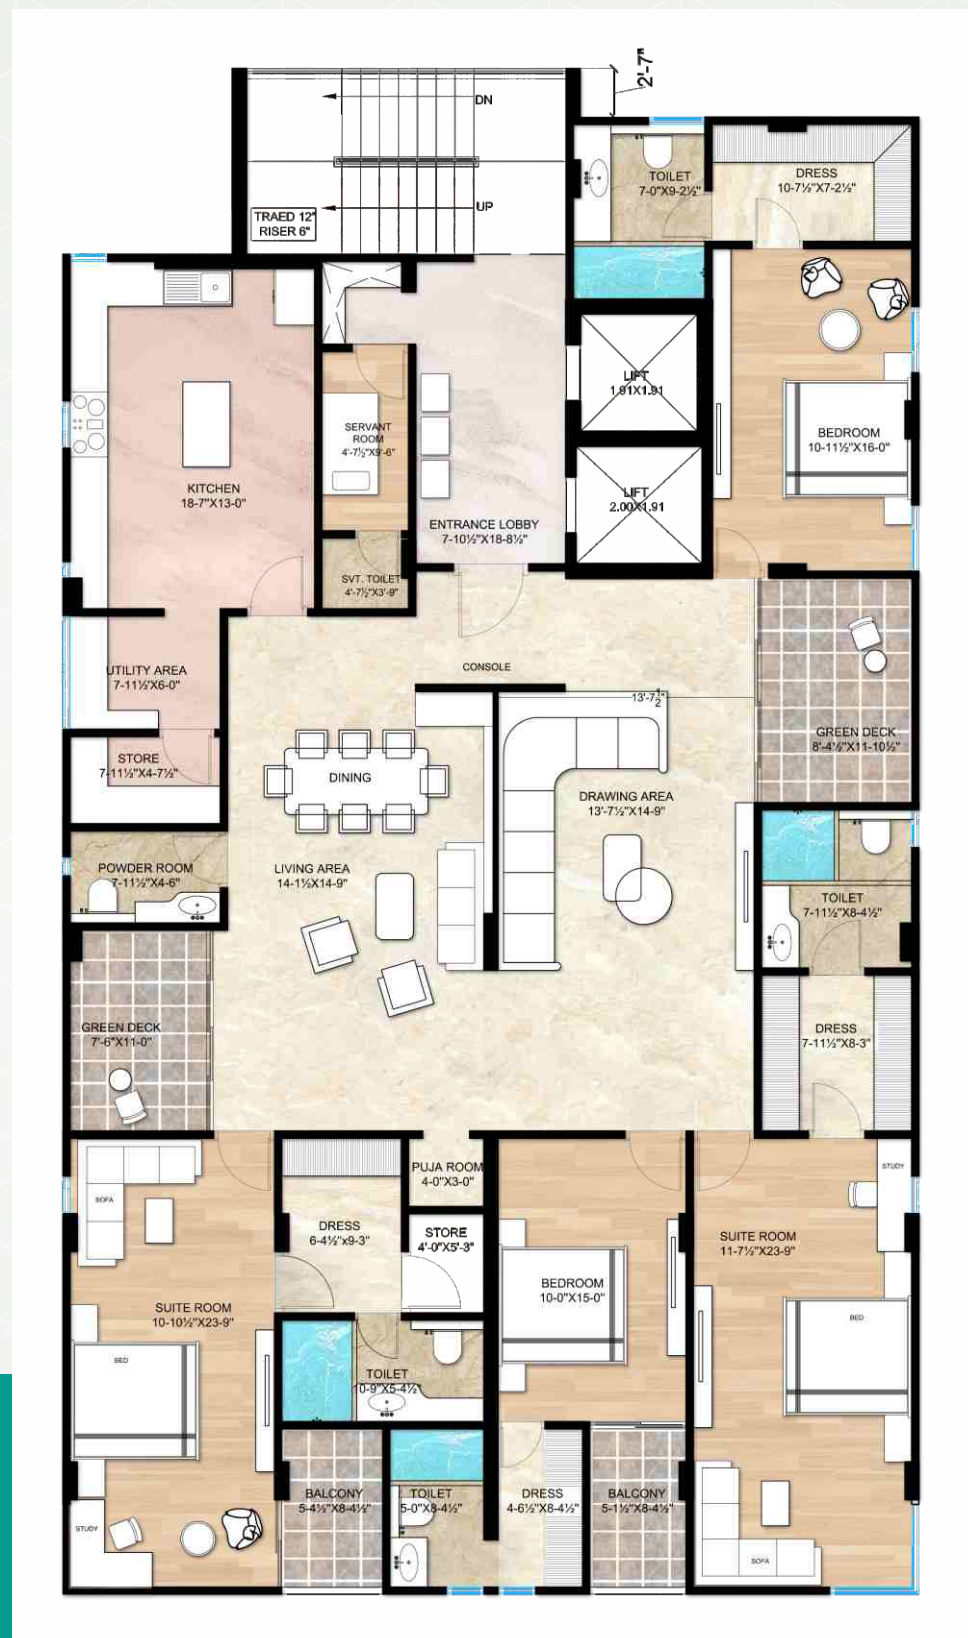 2'-7"
DN
UP
TRAED 12"
RISER 6"
TOILET
7-0"X9-2½"
DRESS
10-7½"X7-2½"
LIFT
1.91X1.91
BEDROOM
10-11½"X16-0"
SERVANT
ROOM
4'-7½"X9'-6"
KITCHEN
18-7"X13-0"
LIFT
2.00X1.91
ENTRANCE LOBBY
7-10½"X18-8½"
SVT. TOILET
4'-7½"X3'-9"
UTILITY AREA
7-11½"X6-0"
CONSOLE
13'-7½"
GREEN DECK
8'-4½"X11-10½"
STORE
7-11½"X4-7½"
DINING
DRAWING AREA
13'-7½"X14-9"
POWDER ROOM
7-11½"X4-6"
LIVING AREA
14-1½X14-9"
TOILET
7-11½"X8-4½"
GREEN DECK
7'-6"X11-0"
DRESS
7-11½"X8-3"
PUJA ROOM
4-0"X3-0"
STUDY
SOFA
DRESS
6-4½"x9-3"
STORE
4'-0"X5'-3"
SUITE ROOM
11-7½"X23-9"
BEDROOM
10-0"X15-0"
SUITE ROOM
10-10½"X23-9"
BED
BED
TOILET
10-9"X5-4½"
BALCONY
5-4½"X8-4½"
TOILET
5-0"X8-4½"
DRESS
4-6½"X8-4½"
BALCONY
5-1½"X8-4½"
STUDY
SOFA